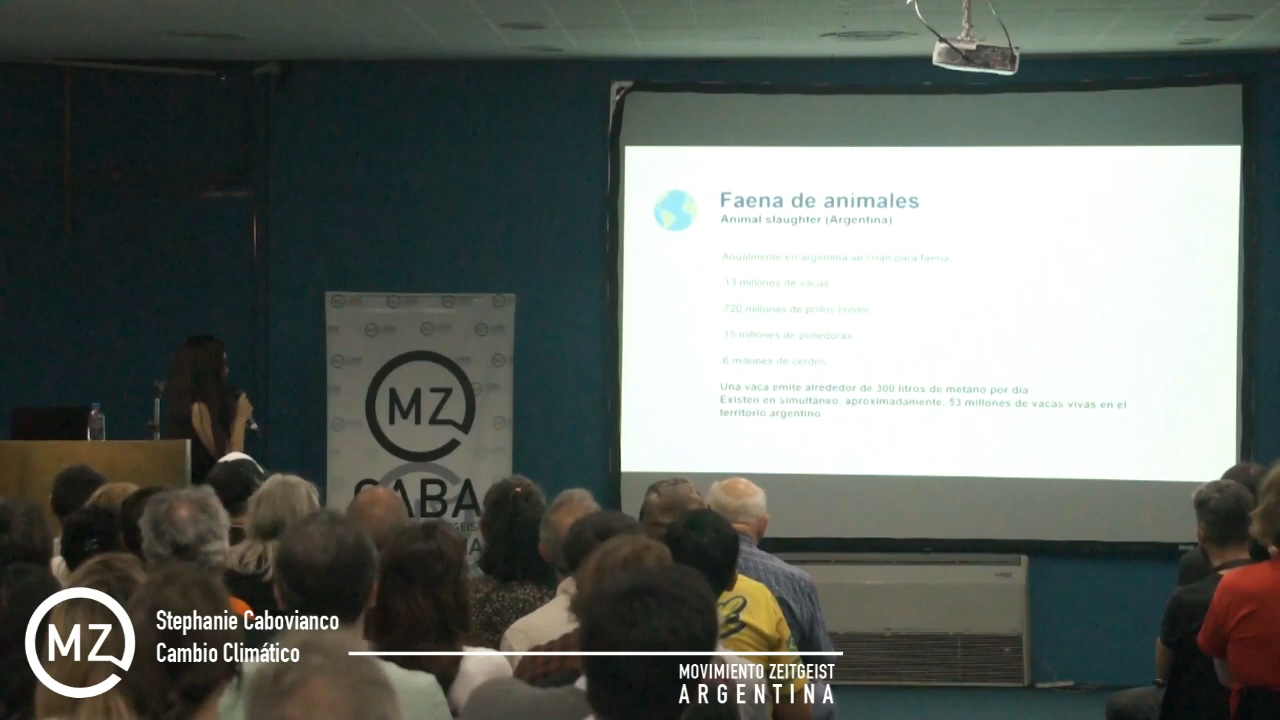 Faena de animales
Animal slaughter (Argentina)
Anualmente en argentina se crian para faena
-13 millones de vacas
-720 millones de pollos broiler
-15 millones de ponedoras
-6 millones de cerdos
Una vaca emite alrededor de 300 litros de metano por día
Existen en simultáneo, aproximadamente, 53 millones de vacas vivas en el
territorio argentino
MZ
CABA
MZ
Stephanie Cabovianco
Cambio Climático
MOVIMIENTO ZEITGEIST
ARGENTINA